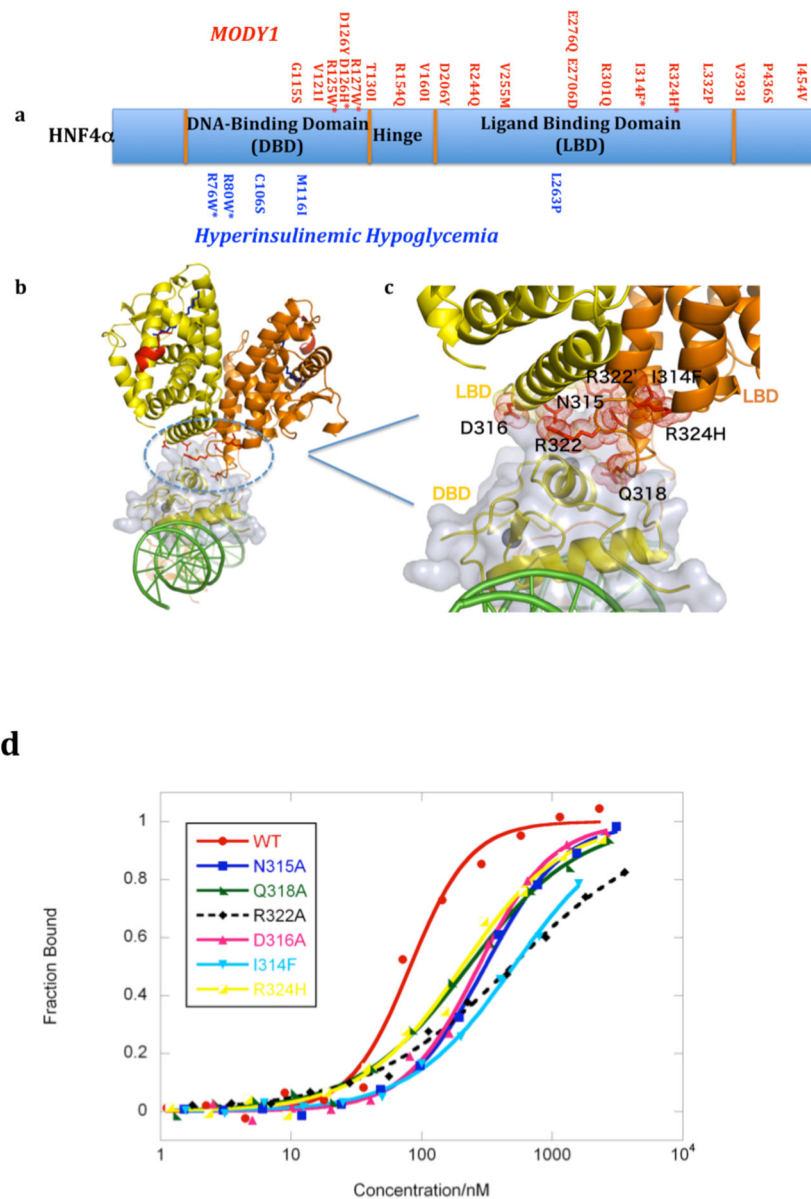 MODY1
G115S
V121I
R125W*
D126Y
D126H*
R127W*
T130I
R154Q
V160I
D206Y
R244Q
V255M
E276Q
E2706D
R301Q
I314F*
R324H*
L332P
V393I
P436S
I454V
a
HNF4α
DNA-Binding Domain
(DBD)
Hinge
Ligand Binding Domain
(LBD)
R76W*
R80W*
C106S
M116I
L263P
Hyperinsulinemic Hypoglycemia
b
c
LBD
R322'
I314F
N315
LBD
D316
R322
R324H
DBD
Q318
d
Fraction Bound
1
0.8
0.6
0.4
0.2
0
WT
N315A
Q318A
R322A
D316A
I314F
R324H
1
10
100
1000
10⁴
Concentration/nM